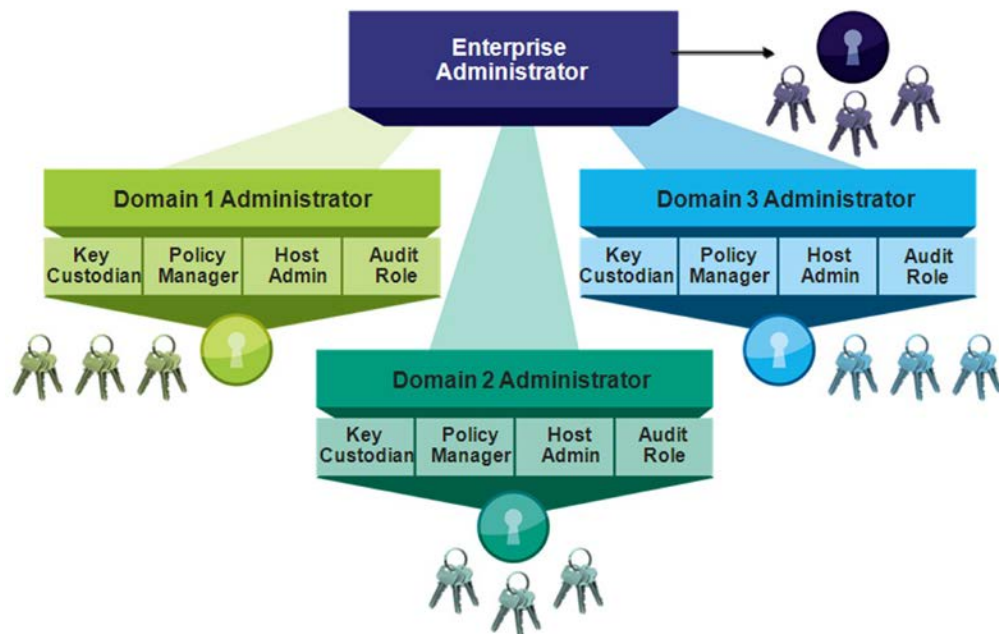 Enterprise
Administrator
Domain 1 Administrator
Key
Custodian
Policy
Manager
Host
Admin
Audit
Role
Domain 3 Administrator
Key
Custodian
Policy
Manager
Host
Admin
Audit
Role
Domain 2 Administrator
Key
Custodian
Policy
Manager
Host
Admin
Audit
Role